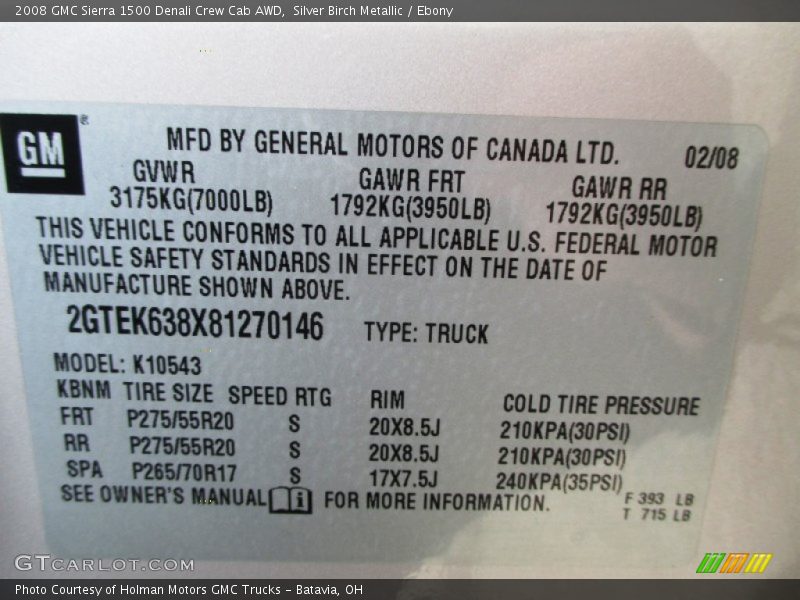 2008 GMC Sierra 1500 Denali Crew Cab AWD,  Silver Birch Metallic / Ebony
GM®
MFD BY GENERAL MOTORS OF CANADA LTD. 02/08
GVWR GAWR FRT GAWR RR
3175KG(7000LB) 1792KG(3950LB) 1792KG(3950LB)
THIS VEHICLE CONFORMS TO ALL APPLICABLE U.S. FEDERAL MOTOR
VEHICLE SAFETY STANDARDS IN EFFECT ON THE DATE OF
MANUFACTURE SHOWN ABOVE.
2GTEK638X81270146 TYPE: TRUCK
MODEL: K10543
KBNM TIRE SIZE SPEED RTG RIM COLD TIRE PRESSURE
FRT P275/55R20 S 20X8.5J 210KPA(30PSI)
RR P275/55R20 S 20X8.5J 210KPA(30PSI)
SPA P265/70R17 S 17X7.5J 240KPA(35PSI)
SEE OWNER'S MANUAL i FOR MORE INFORMATION.
F 393 LB
T 715 LB
GTCARLOT.COM
Photo Courtesy of Holman Motors GMC Trucks - Batavia, OH